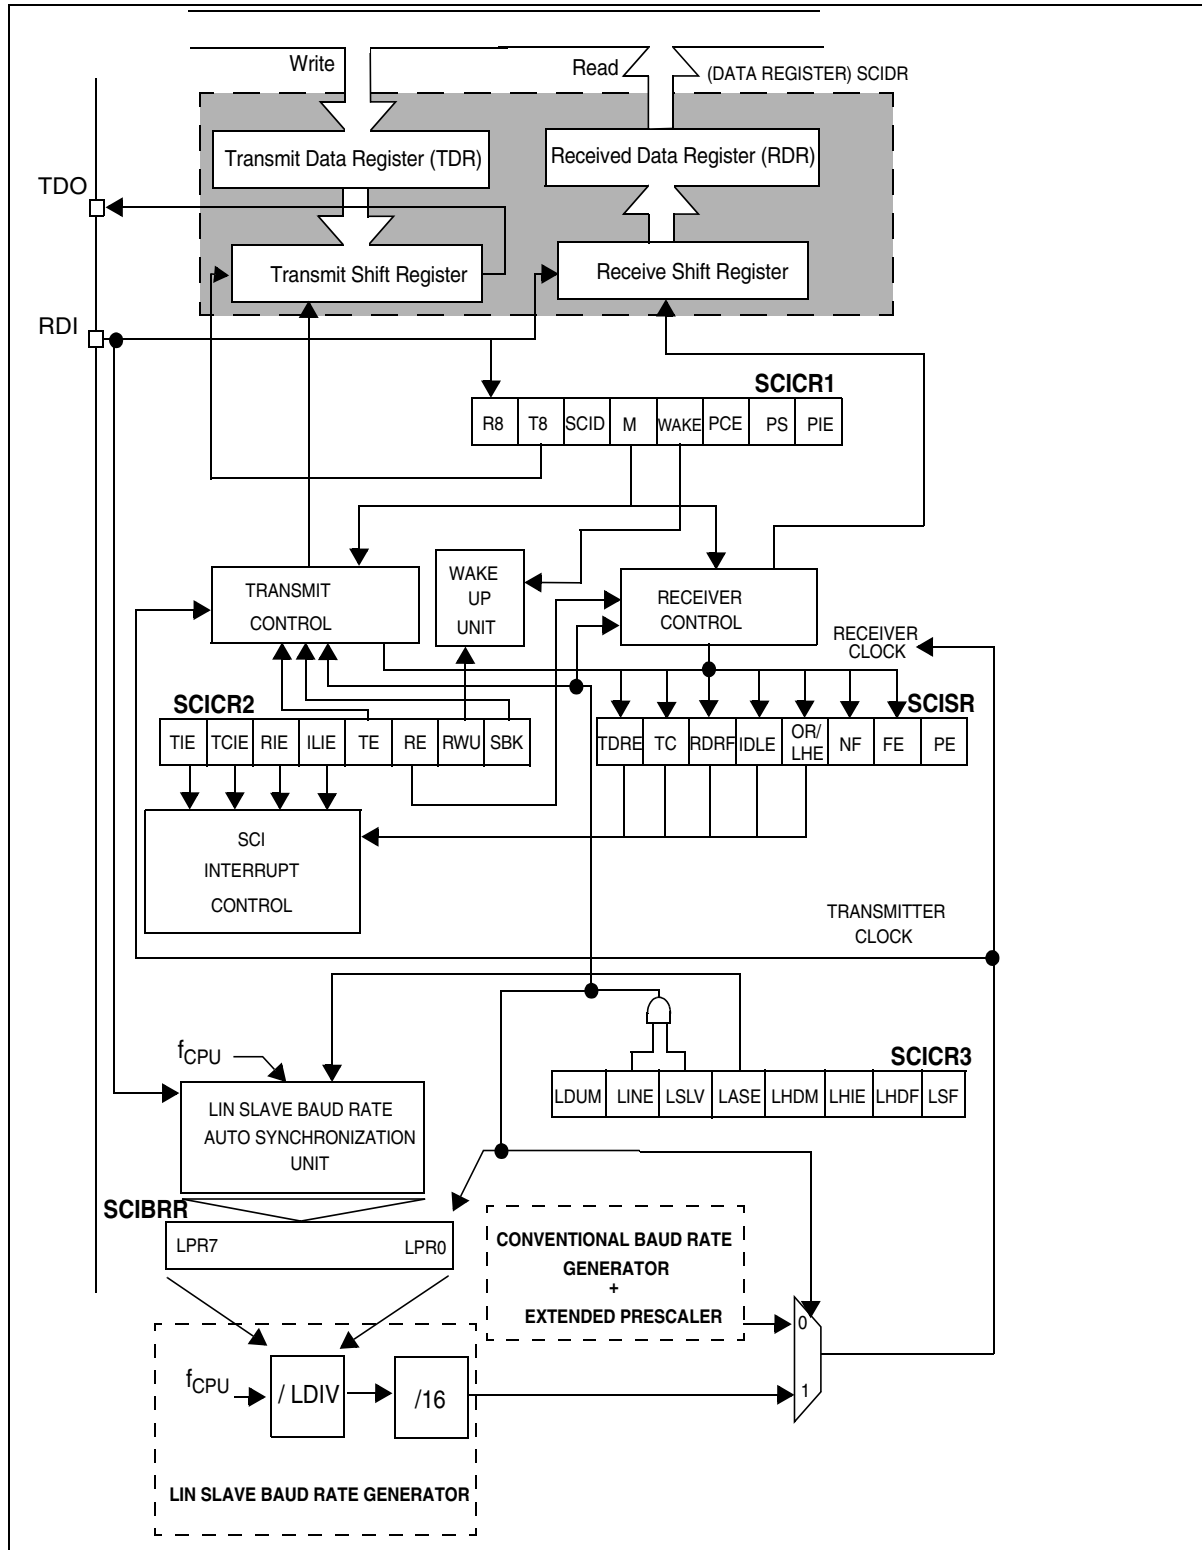 Write
Read
(DATA REGISTER) SCIDR
Transmit Data Register (TDR)
Received Data Register (RDR)
TDO
Transmit Shift Register
Receive Shift Register
RDI
SCICR1
R8 T8 SCID M WAKE PCE PS PIE
TRANSMIT
CONTROL
WAKE
UP
UNIT
RECEIVER
CONTROL
RECEIVER
CLOCK
SCICR2
TIE TCIE RIE ILIE TE RE RWU SBK
SCISR
TDRE TC RDRF IDLE OR/
LHE NF FE PE
SCI
INTERRUPT
CONTROL
TRANSMITTER
CLOCK
fCPU
SCICR3
LDUM LINE LSLV LASE LHDM LHIE LHDF LSF
LIN SLAVE BAUD RATE
AUTO SYNCHRONIZATION
UNIT
SCIBRR
LPR7 LPR0
CONVENTIONAL BAUD RATE
GENERATOR
+
EXTENDED PRESCALER
0
1
fCPU
/ LDIV
/16
LIN SLAVE BAUD RATE GENERATOR